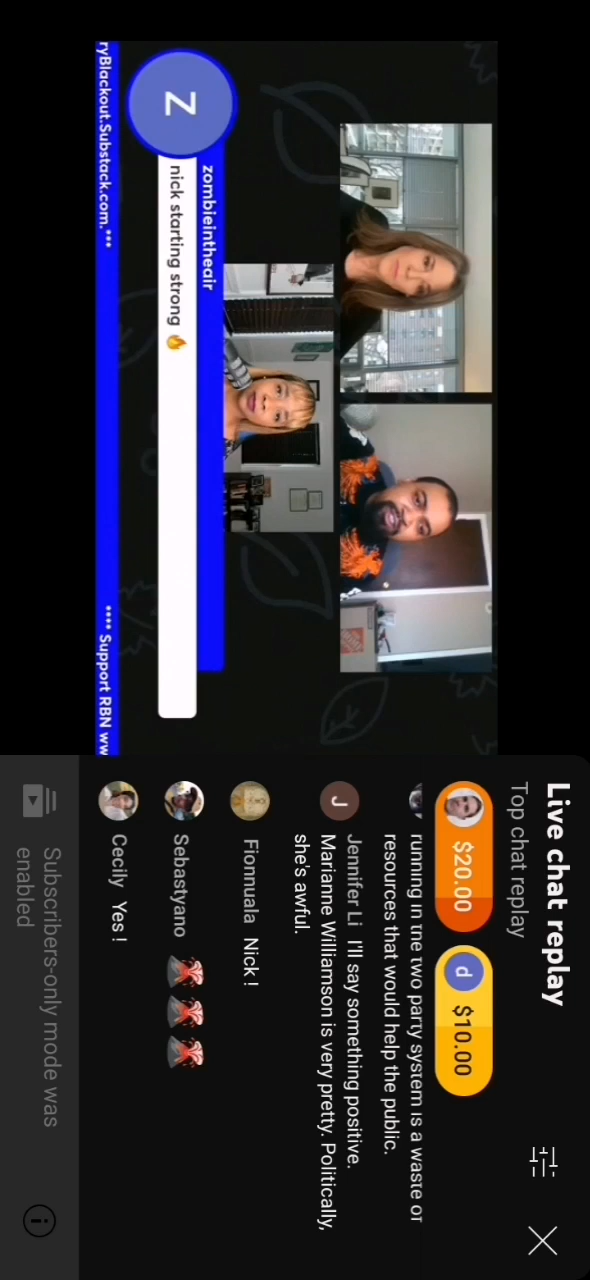 zombieintheair
nick starting strong 🔥
ryBlackout.Substack.com.***
**** Support RBN ww
Live chat replay
Top chat replay
$20.00
d $10.00
running in the two party system is a waste of
resources that would help the public.
J Jennifer Li I'll say something positive.
Marianne Williamson is very pretty. Politically,
she's awful.
Fionnuala Nick!
Sebastyano 🌋🌋🌋
Cecily Yes!
Subscribers-only mode was
enabled
Z